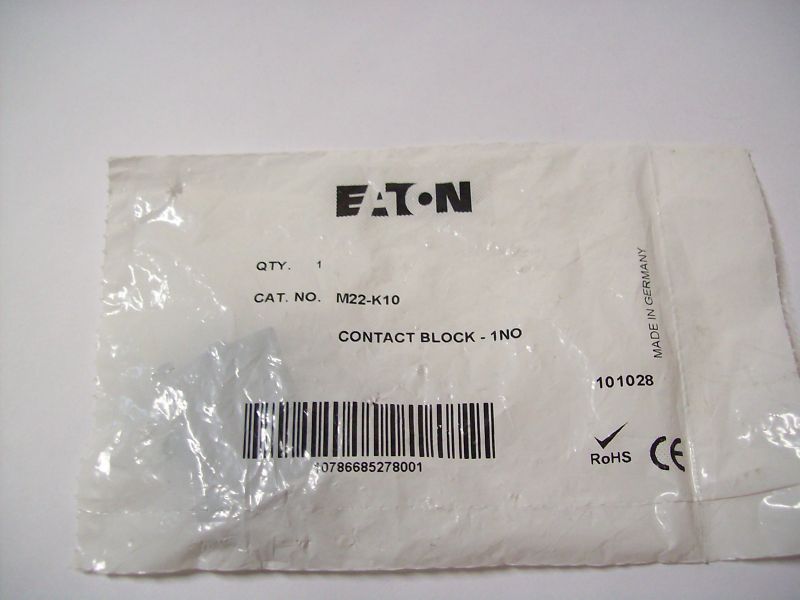 EATON
QTY. 1
CAT. NO. M22-K10
CONTACT BLOCK - 1NO
MADE IN GERMANY
101028
10786685278001
RoHS CE